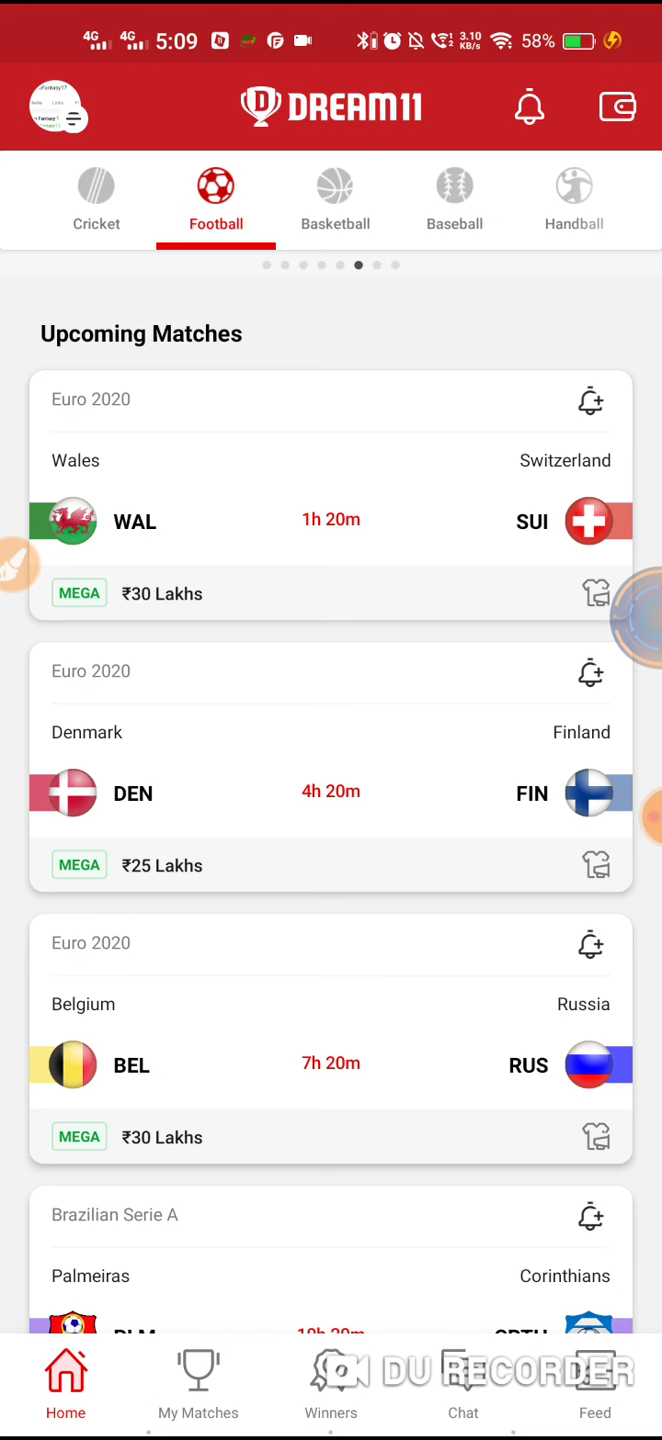 4G 4G 5:09 3.10 KB/s 58%
DREAM11
Cricket Football Basketball Baseball Handball
Upcoming Matches
Euro 2020
Wales Switzerland
WAL 1h 20m SUI
MEGA ₹30 Lakhs
Euro 2020
Denmark Finland
DEN 4h 20m FIN
MEGA ₹25 Lakhs
Euro 2020
Belgium Russia
BEL 7h 20m RUS
MEGA ₹30 Lakhs
Brazilian Serie A
Palmeiras Corinthians
DU RECORDER
Home My Matches Winners Chat Feed